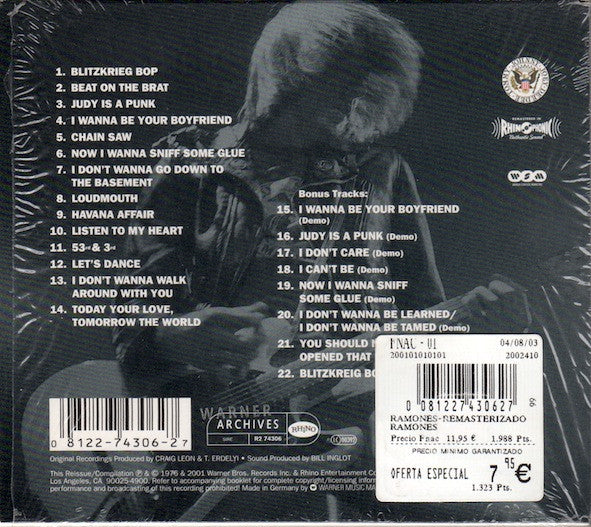 1. BLITZKRIEG BOP
2. BEAT ON THE BRAT
3. JUDY IS A PUNK
4. I WANNA BE YOUR BOYFRIEND
5. CHAIN SAW
6. NOW I WANNA SNIFF SOME GLUE
7. I DON'T WANNA GO DOWN TO
THE BASEMENT
8. LOUDMOUTH
9. HAVANA AFFAIR
10. LISTEN TO MY HEART
11. 53rd & 3rd
12. LET'S DANCE
13. I DON'T WANNA WALK
AROUND WITH YOU
14. TODAY YOUR LOVE,
TOMORROW THE WORLD
Bonus Tracks:
15. I WANNA BE YOUR BOYFRIEND
(Demo)
16. JUDY IS A PUNK (Demo)
17. I DON'T CARE (Demo)
18. I CAN'T BE (Demo)
19. NOW I WANNA SNIFF
SOME GLUE (Demo)
20. I DON'T WANNA BE LEARNED/
I DON'T WANNA BE TAMED (Demo)
21. YOU SHOULD
OPENED THAT
22. BLITZKREIG BO
REMASTERED IN
RHINOPHONIC
Authentic Sound
WSM
FNAC - 01 04/08/03
200101010101 2002410
0 081227 430627
RAMONES-REMASTERIZADO
RAMONES
Precio Fnac 11,95 € 1.988 Pts.
PRECIO MINIMO GARANTIZADO
OFERTA ESPECIAL 7,95 €
1.323 Pts.
0 8122-74306-2 7
WARNER
ARCHIVES
R2 74306
RHINO
Original Recordings Produced by CRAIG LEON & T. ERDELYI • Sound Produced by BILL INGLOT
This Reissue/Compilation ℗ & © 1976 & 2001 Warner Bros. Records Inc. & Rhino Entertainment Co
Los Angeles, CA 90025-4900. Refer to accompanying booklet for complete copyright
performance and broadcasting of this recording prohibited! Made in Germany by WARNER MUSIC MA